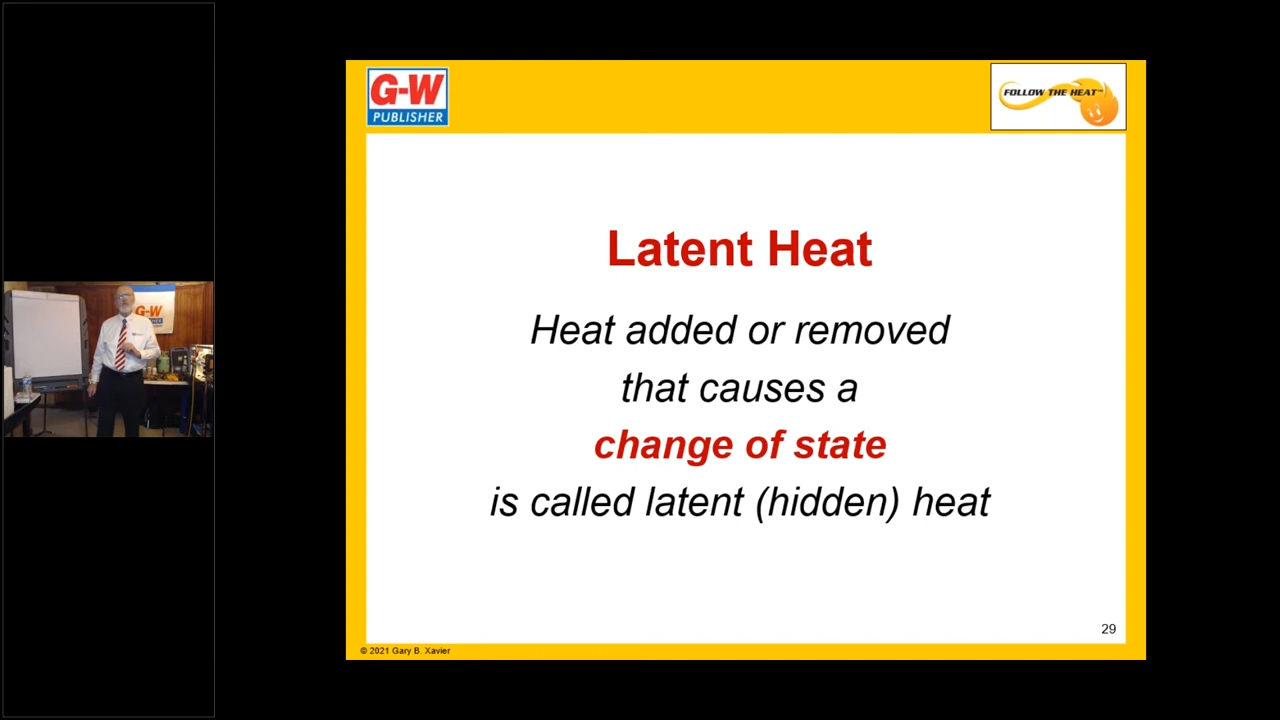 G-W
PUBLISHER
FOLLOW THE HEAT™
Latent Heat
Heat added or removed
that causes a
change of state
is called latent (hidden) heat
29
© 2021 Gary B. Xavier
G-W